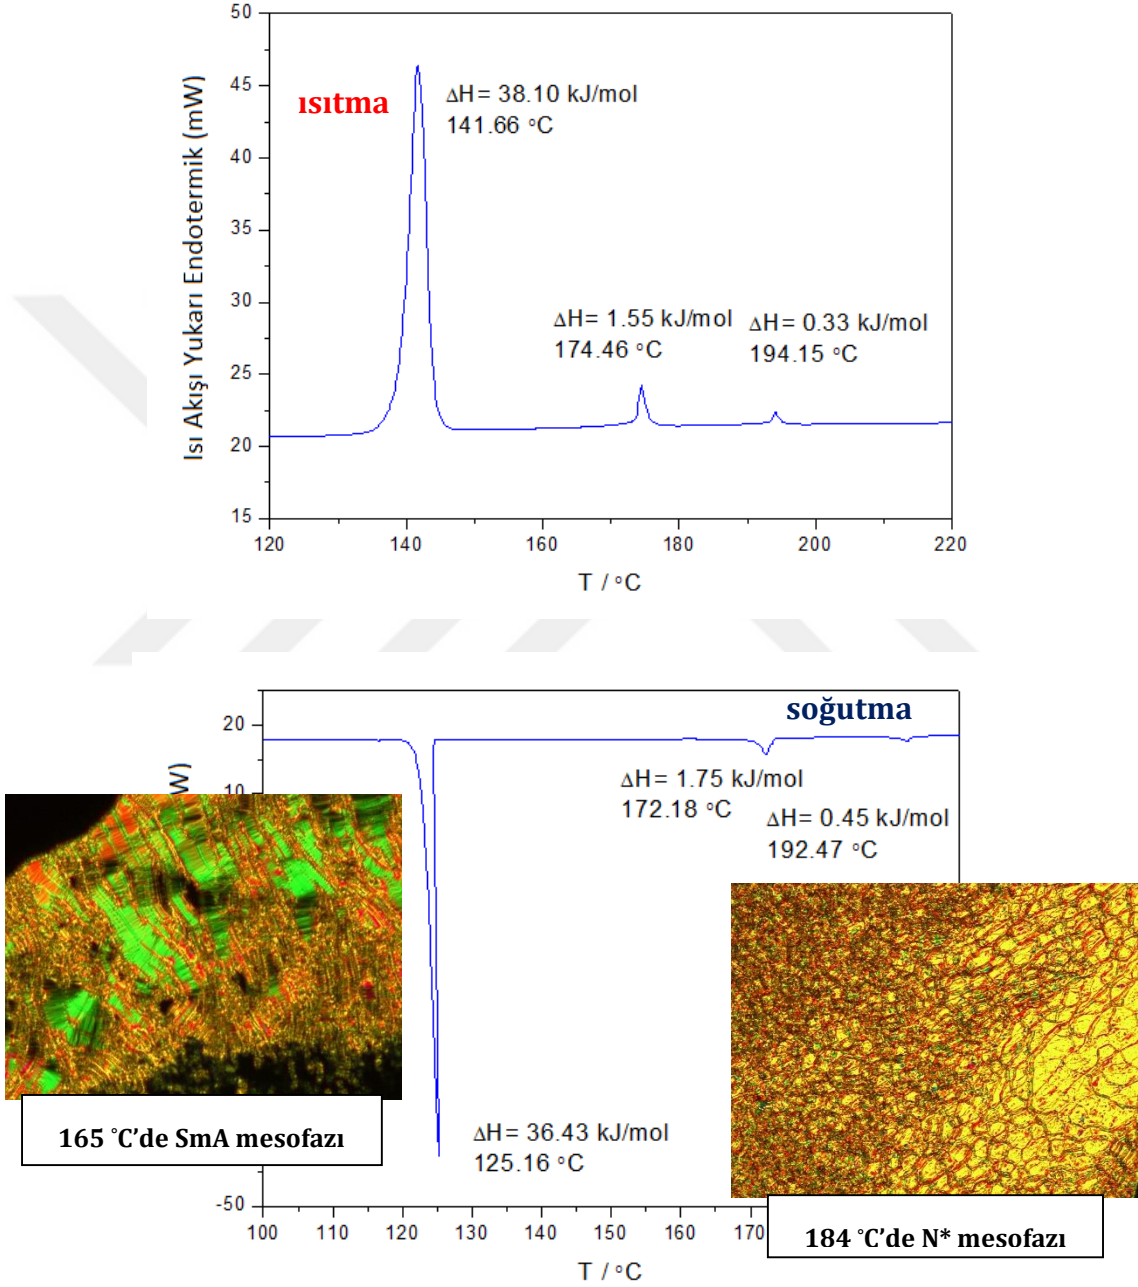 50
45
40
35
30
25
20
15
Isı Akışı Yukarı Endotermik (mW)
ısıtma
ΔH= 38.10 kJ/mol
141.66 °C
ΔH= 1.55 kJ/mol
174.46 °C
ΔH= 0.33 kJ/mol
194.15 °C
120 140 160 180 200 220
T / °C
soğutma
20
10
W)
ΔH= 1.75 kJ/mol
172.18 °C
ΔH= 0.45 kJ/mol
192.47 °C
165 °C'de SmA mesofazı
ΔH= 36.43 kJ/mol
125.16 °C
-50
100 110 120 130 140 150 160 170
184 °C'de N* mesofazı
T / °C